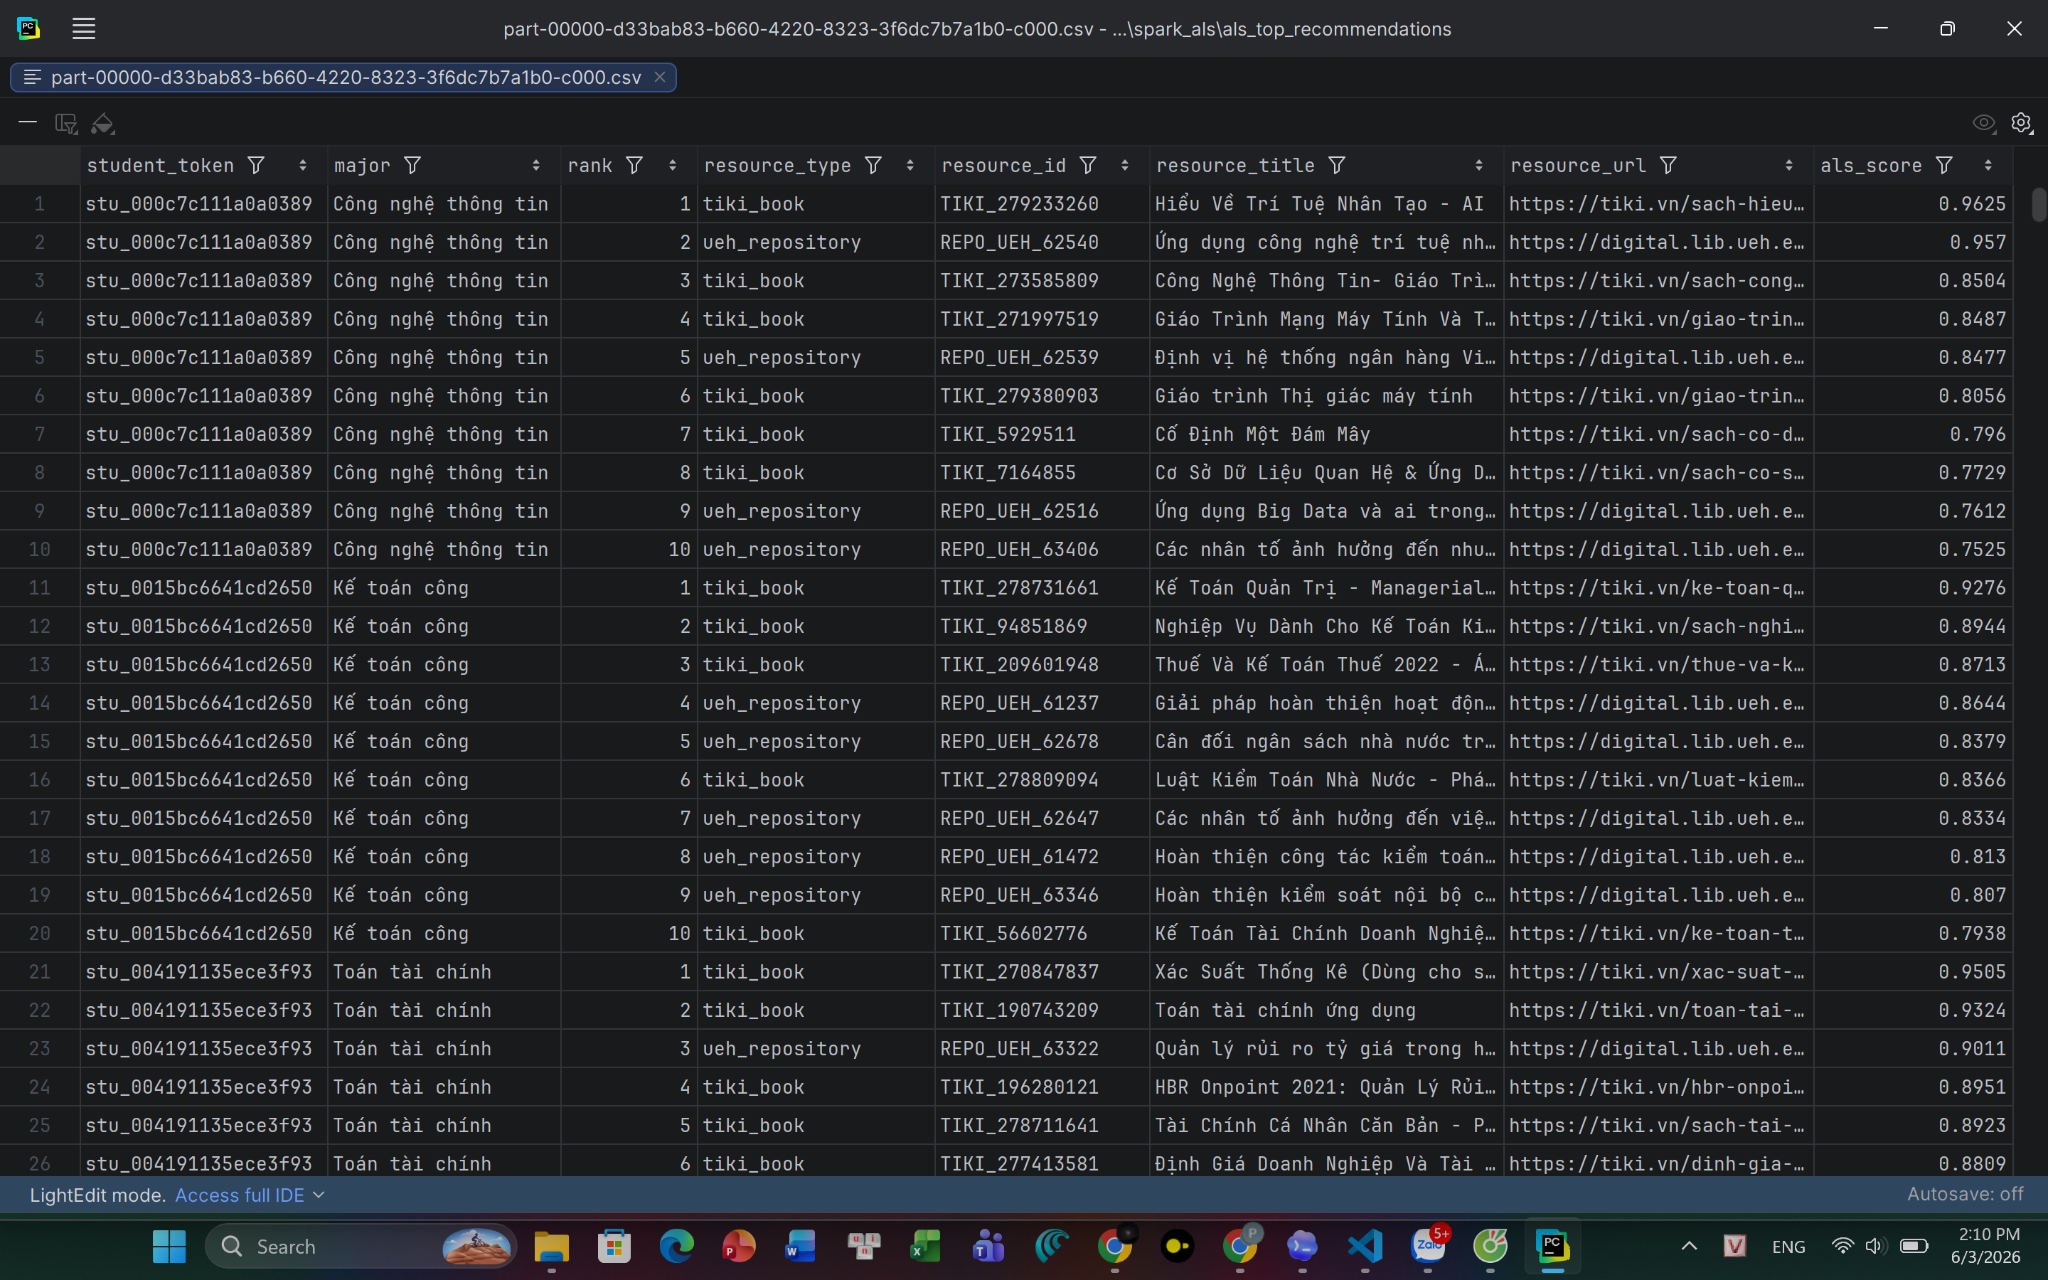 part-00000-d33bab83-b660-4220-8323-3f6dc7b7a1b0-c000.csv - ...\spark_als\als_top_recommendations
part-00000-d33bab83-b660-4220-8323-3f6dc7b7a1b0-c000.csv
student_token major rank resource_type resource_id resource_title resource_url als_score
1 stu_000c7c111a0a0389 Công nghệ thông tin 1 tiki_book TIKI_279233260 Hiểu Về Trí Tuệ Nhân Tạo - AI https://tiki.vn/sach-hieu… 0.9625
2 stu_000c7c111a0a0389 Công nghệ thông tin 2 ueh_repository REPO_UEH_62540 Ứng dụng công nghệ trí tuệ nh… https://digital.lib.ueh.e… 0.957
3 stu_000c7c111a0a0389 Công nghệ thông tin 3 tiki_book TIKI_273585809 Công Nghệ Thông Tin- Giáo Trì… https://tiki.vn/sach-cong… 0.8504
4 stu_000c7c111a0a0389 Công nghệ thông tin 4 tiki_book TIKI_271997519 Giáo Trình Mạng Máy Tính Và T… https://tiki.vn/giao-trin… 0.8487
5 stu_000c7c111a0a0389 Công nghệ thông tin 5 ueh_repository REPO_UEH_62539 Định vị hệ thống ngân hàng Vi… https://digital.lib.ueh.e… 0.8477
6 stu_000c7c111a0a0389 Công nghệ thông tin 6 tiki_book TIKI_279380903 Giáo trình Thị giác máy tính https://tiki.vn/giao-trin… 0.8056
7 stu_000c7c111a0a0389 Công nghệ thông tin 7 tiki_book TIKI_5929511 Cố Định Một Đám Mây https://tiki.vn/sach-co-d… 0.796
8 stu_000c7c111a0a0389 Công nghệ thông tin 8 tiki_book TIKI_7164855 Cơ Sở Dữ Liệu Quan Hệ & Ứng D… https://tiki.vn/sach-co-s… 0.7729
9 stu_000c7c111a0a0389 Công nghệ thông tin 9 ueh_repository REPO_UEH_62516 Ứng dụng Big Data và ai trong… https://digital.lib.ueh.e… 0.7612
10 stu_000c7c111a0a0389 Công nghệ thông tin 10 ueh_repository REPO_UEH_63406 Các nhân tố ảnh hưởng đến nhu… https://digital.lib.ueh.e… 0.7525
11 stu_0015bc6641cd2650 Kế toán công 1 tiki_book TIKI_278731661 Kế Toán Quản Trị - Managerial… https://tiki.vn/ke-toan-q… 0.9276
12 stu_0015bc6641cd2650 Kế toán công 2 tiki_book TIKI_94851869 Nghiệp Vụ Dành Cho Kế Toán Ki… https://tiki.vn/sach-nghi… 0.8944
13 stu_0015bc6641cd2650 Kế toán công 3 tiki_book TIKI_209601948 Thuế Và Kế Toán Thuế 2022 - Á… https://tiki.vn/thue-va-k… 0.8713
14 stu_0015bc6641cd2650 Kế toán công 4 ueh_repository REPO_UEH_61237 Giải pháp hoàn thiện hoạt độn… https://digital.lib.ueh.e… 0.8644
15 stu_0015bc6641cd2650 Kế toán công 5 ueh_repository REPO_UEH_62678 Cân đối ngân sách nhà nước tr… https://digital.lib.ueh.e… 0.8379
16 stu_0015bc6641cd2650 Kế toán công 6 tiki_book TIKI_278809094 Luật Kiểm Toán Nhà Nước - Phá… https://tiki.vn/luat-kiem… 0.8366
17 stu_0015bc6641cd2650 Kế toán công 7 ueh_repository REPO_UEH_62647 Các nhân tố ảnh hưởng đến việ… https://digital.lib.ueh.e… 0.8334
18 stu_0015bc6641cd2650 Kế toán công 8 ueh_repository REPO_UEH_61472 Hoàn thiện công tác kiểm toán… https://digital.lib.ueh.e… 0.813
19 stu_0015bc6641cd2650 Kế toán công 9 ueh_repository REPO_UEH_63346 Hoàn thiện kiểm soát nội bộ c… https://digital.lib.ueh.e… 0.807
20 stu_0015bc6641cd2650 Kế toán công 10 tiki_book TIKI_56602776 Kế Toán Tài Chính Doanh Nghiệ… https://tiki.vn/ke-toan-t… 0.7938
21 stu_004191135ece3f93 Toán tài chính 1 tiki_book TIKI_270847837 Xác Suất Thống Kê (Dùng cho s… https://tiki.vn/xac-suat-… 0.9505
22 stu_004191135ece3f93 Toán tài chính 2 tiki_book TIKI_190743209 Toán tài chính ứng dụng https://tiki.vn/toan-tai-… 0.9324
23 stu_004191135ece3f93 Toán tài chính 3 ueh_repository REPO_UEH_63322 Quản lý rủi ro tỷ giá trong h… https://digital.lib.ueh.e… 0.9011
24 stu_004191135ece3f93 Toán tài chính 4 tiki_book TIKI_196280121 HBR Onpoint 2021: Quản Lý Rủi… https://tiki.vn/hbr-onpoi… 0.8951
25 stu_004191135ece3f93 Toán tài chính 5 tiki_book TIKI_278711641 Tài Chính Cá Nhân Căn Bản - P… https://tiki.vn/sach-tai-… 0.8923
26 stu_004191135ece3f93 Toán tài chính 6 tiki_book TIKI_277413581 Định Giá Doanh Nghiệp Và Tài … https://tiki.vn/dinh-gia-… 0.8809
LightEdit mode. Access full IDE Autosave: off
Search
Zalo 5+
ENG
2:10 PM
6/3/2026